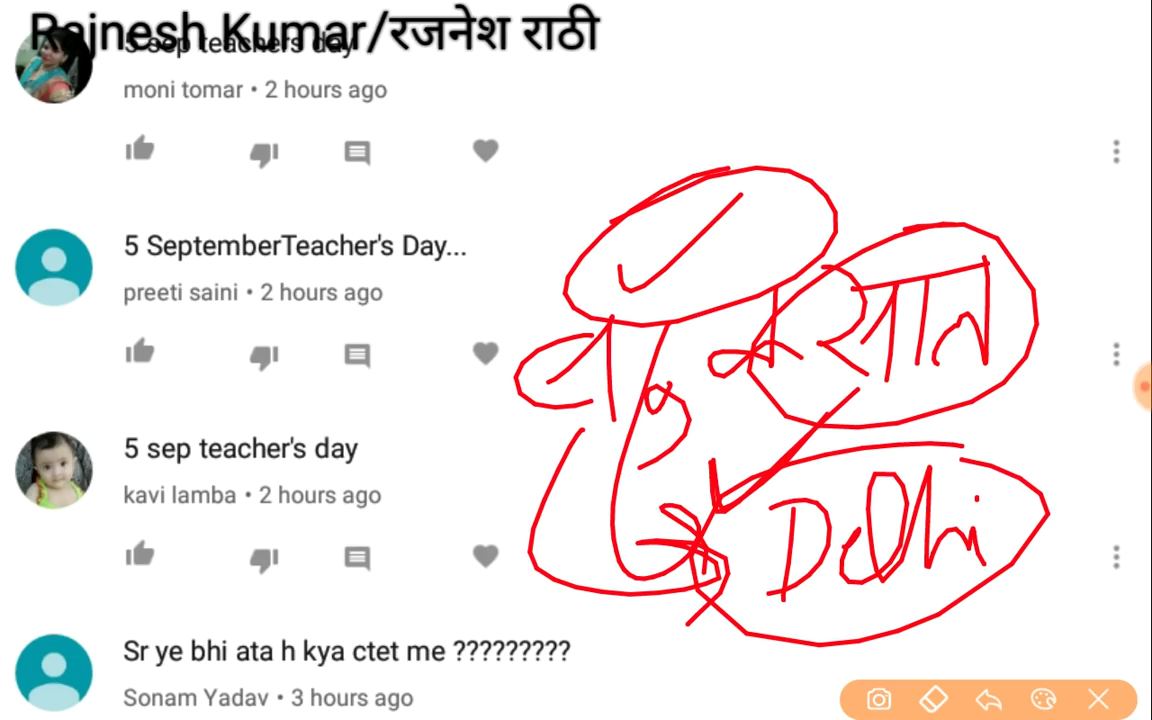 Rajnesh Kumar/रजनेश राठी
5 sep teachers day
moni tomar • 2 hours ago
5 SeptemberTeacher's Day...
preeti saini • 2 hours ago
5 sep teacher's day
kavi lamba • 2 hours ago
Delhi
Sr ye bhi ata h kya ctet me ?????????
Sonam Yadav • 3 hours ago